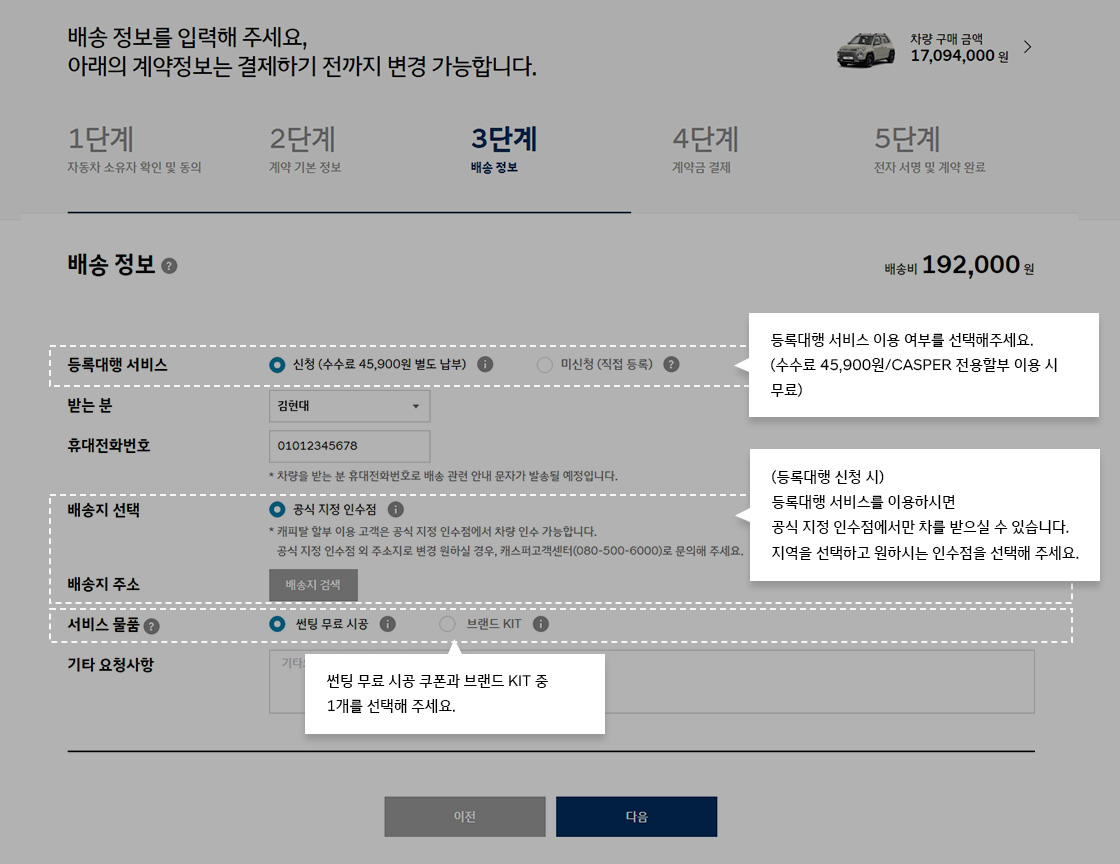 배송 정보를 입력해 주세요,
아래의 계약정보는 결제하기 전까지 변경 가능합니다.
차량 구매 금액
17,094,000 원
1단계
자동차 소유자 확인 및 동의
2단계
계약 기본 정보
3단계
배송 정보
4단계
계약금 결제
5단계
전자 서명 및 계약 완료
배송 정보 ?
배송비 192,000 원
등록대행 서비스
신청 (수수료 45,900원 별도 납부) i
미신청 (직접 등록) ?
등록대행 서비스 이용 여부를 선택해주세요.
(수수료 45,900원/CASPER 전용할부 이용 시
무료)
받는 분
김현대
휴대전화번호
01012345678
* 차량을 받는 분 휴대전화번호로 배송 관련 안내 문자가 발송될 예정입니다.
배송지 선택
공식 지정 인수점 i
* 캐피탈 할부 이용 고객은 공식 지정 인수점에서 차량 인수 가능합니다.
공식 지정 인수점 외 주소지로 변경 원하실 경우, 캐스퍼고객센터(080-500-6000)로 문의해 주세요.
(등록대행 신청 시)
등록대행 서비스를 이용하시면
공식 지정 인수점에서만 차를 받으실 수 있습니다.
지역을 선택하고 원하시는 인수점을 선택해 주세요.
배송지 주소
배송지 검색
서비스 물품 ?
썬팅 무료 시공 i
브랜드 KIT i
썬팅 무료 시공 쿠폰과 브랜드 KIT 중
1개를 선택해 주세요.
기타 요청사항
기타
이전
다음